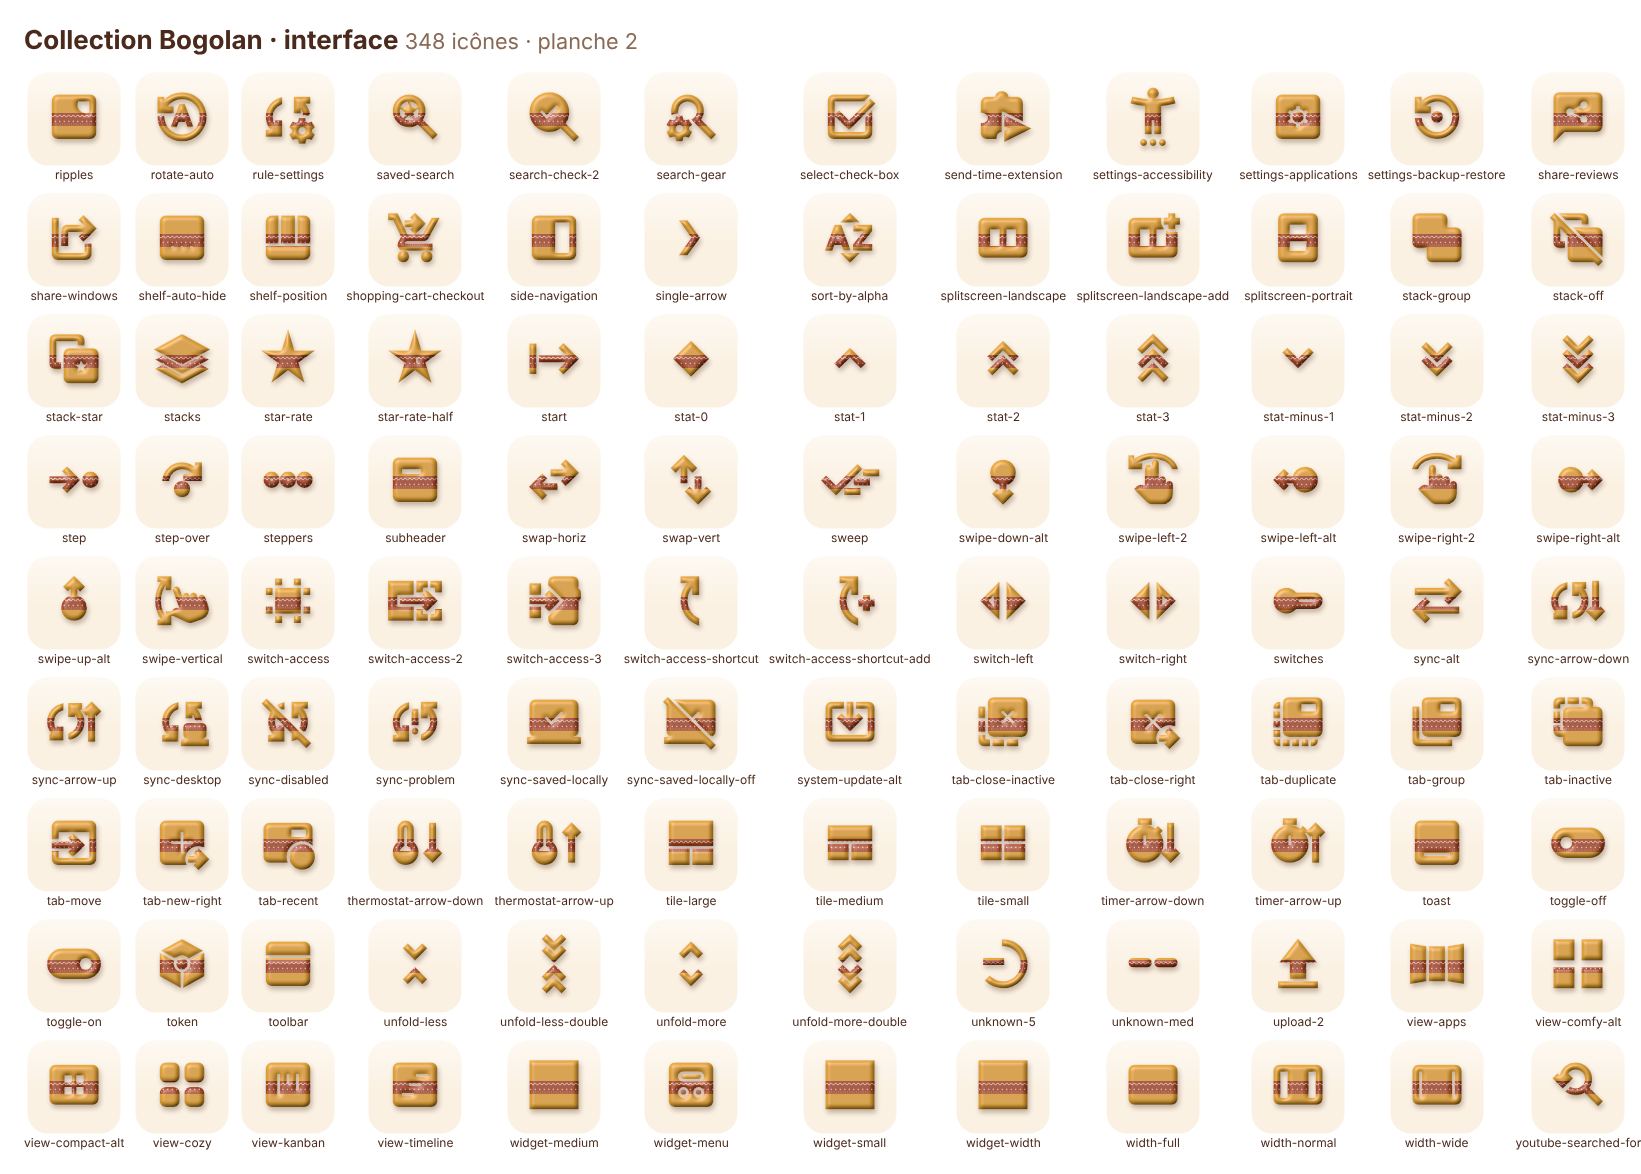 Collection Bogolan · interface 348 icônes · planche 2
ripples rotate-auto rule-settings saved-search search-check-2 search-gear select-check-box send-time-extension settings-accessibility settings-applications settings-backup-restore share-reviews
share-windows shelf-auto-hide shelf-position shopping-cart-checkout side-navigation single-arrow sort-by-alpha splitscreen-landscape splitscreen-landscape-add splitscreen-portrait stack-group stack-off
stack-star stacks star-rate star-rate-half start stat-0 stat-1 stat-2 stat-3 stat-minus-1 stat-minus-2 stat-minus-3
step step-over steppers subheader swap-horiz swap-vert sweep swipe-down-alt swipe-left-2 swipe-left-alt swipe-right-2 swipe-right-alt
swipe-up-alt swipe-vertical switch-access switch-access-2 switch-access-3 switch-access-shortcut switch-access-shortcut-add switch-left switch-right switches sync-alt sync-arrow-down
sync-arrow-up sync-desktop sync-disabled sync-problem sync-saved-locally sync-saved-locally-off system-update-alt tab-close-inactive tab-close-right tab-duplicate tab-group tab-inactive
tab-move tab-new-right tab-recent thermostat-arrow-down thermostat-arrow-up tile-large tile-medium tile-small timer-arrow-down timer-arrow-up toast toggle-off
toggle-on token toolbar unfold-less unfold-less-double unfold-more unfold-more-double unknown-5 unknown-med upload-2 view-apps view-comfy-alt
view-compact-alt view-cozy view-kanban view-timeline widget-medium widget-menu widget-small widget-width width-full width-normal width-wide youtube-searched-for